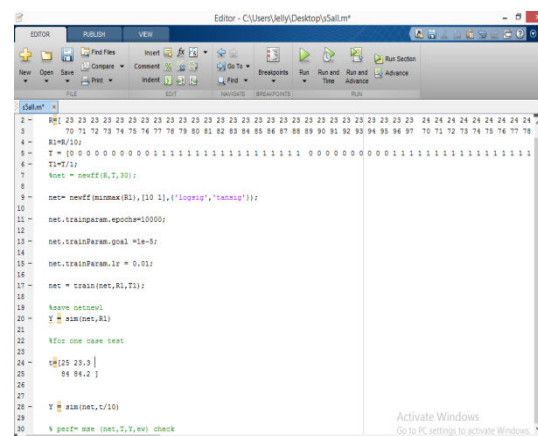 Editor - C:\Users\Jelly\Desktop\s5all.m*
EDITOR PUBLISH VIEW
New Open Save Find Files Compare Print Insert Comment Indent fx Go To Find Breakpoints Run Run and Time Run and Advance Run Section Advance
FILE EDIT NAVIGATE BREAKPOINTS RUN
s5all.m*
2 - R=[ 23 23 23 23 23 23 23 23 23 23 23 23 23 23 23 23 23 23 23 23 23 23 23 23 23 23 23 23 24 24 24 24 24 24 24 24 24
3 70 71 72 73 74 75 76 77 78 79 80 81 82 83 84 85 86 87 88 89 90 91 92 93 94 95 96 97 70 71 72 73 74 75 76 77 78
4 - R1=R/10;
5 - T = [0 0 0 0 0 0 0 0 0 1 1 1 1 1 1 1 1 1 1 1 1 1 1 1 1 1 1 1 0 0 0 0 0 0 0 0 0 1 1 1 1 1 1 1 1 1 1 1 1 1 1 1 1 1
6 - T1=T/1;
7 %net = newff(R,T,30);
8
9 - net= newff(minmax(R1),[10 1],{'logsig','tansig'});
10
11 - net.trainparam.epochs=10000;
12
13 - net.trainParam.goal =1e-5;
14
15 - net.trainParam.lr = 0.01;
16
17 - net = train(net,R1,T1);
18
19 %save netnew1
20 - Y = sim(net,R1)
21
22 %for one case test
23
24 - t=[25 23.3
25 84 84.2 ]
26
27
28 - Y = sim(net,t/10)
29
30 % perf= mse (net,T,Y,ew) check
Activate Windows
Go to PC settings to activate Windows.